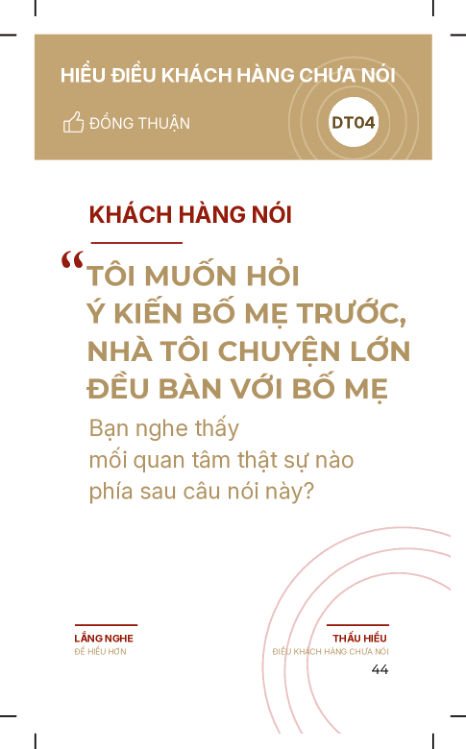 HIỂU ĐIỀU KHÁCH HÀNG CHƯA NÓI
ĐỒNG THUẬN
DT04
KHÁCH HÀNG NÓI
“TÔI MUỐN HỎI
Ý KIẾN BỐ MẸ TRƯỚC,
NHÀ TÔI CHUYỆN LỚN
ĐỀU BÀN VỚI BỐ MẸ
Bạn nghe thấy
mối quan tâm thật sự nào
phía sau câu nói này?
LẮNG NGHE
ĐỂ HIỂU HƠN
THẤU HIỂU
ĐIỀU KHÁCH HÀNG CHƯA NÓI
44